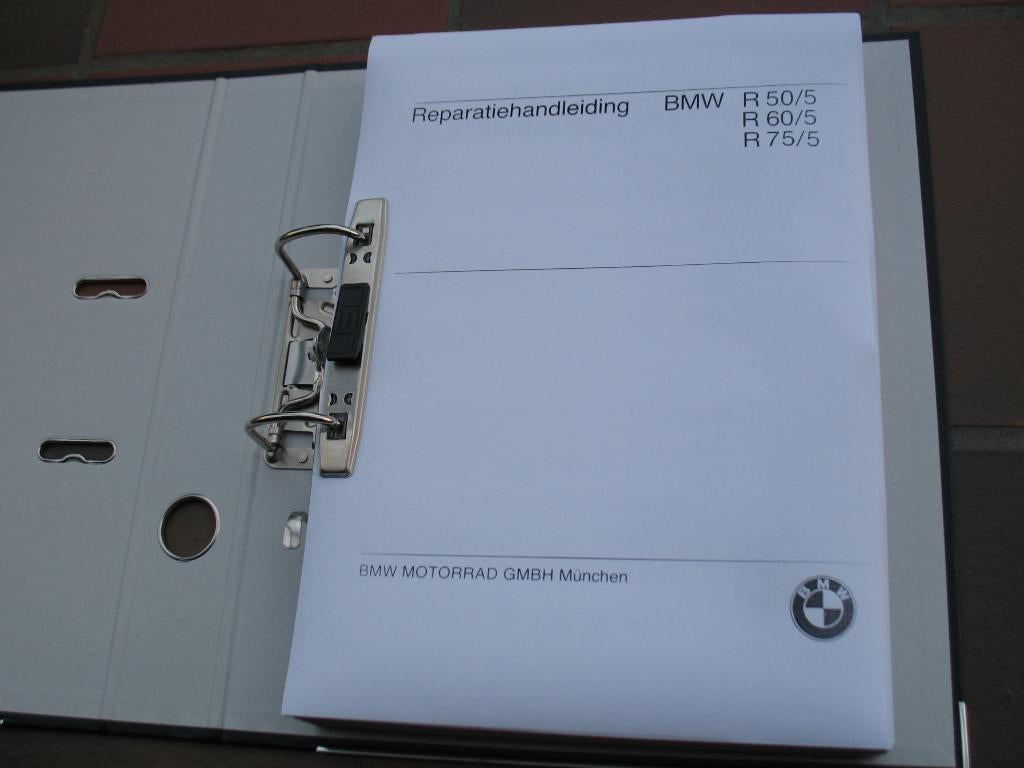 Reparatiehandleiding BMW R 50/5
R 60/5
R 75/5
BMW MOTORRAD GMBH München
BMW